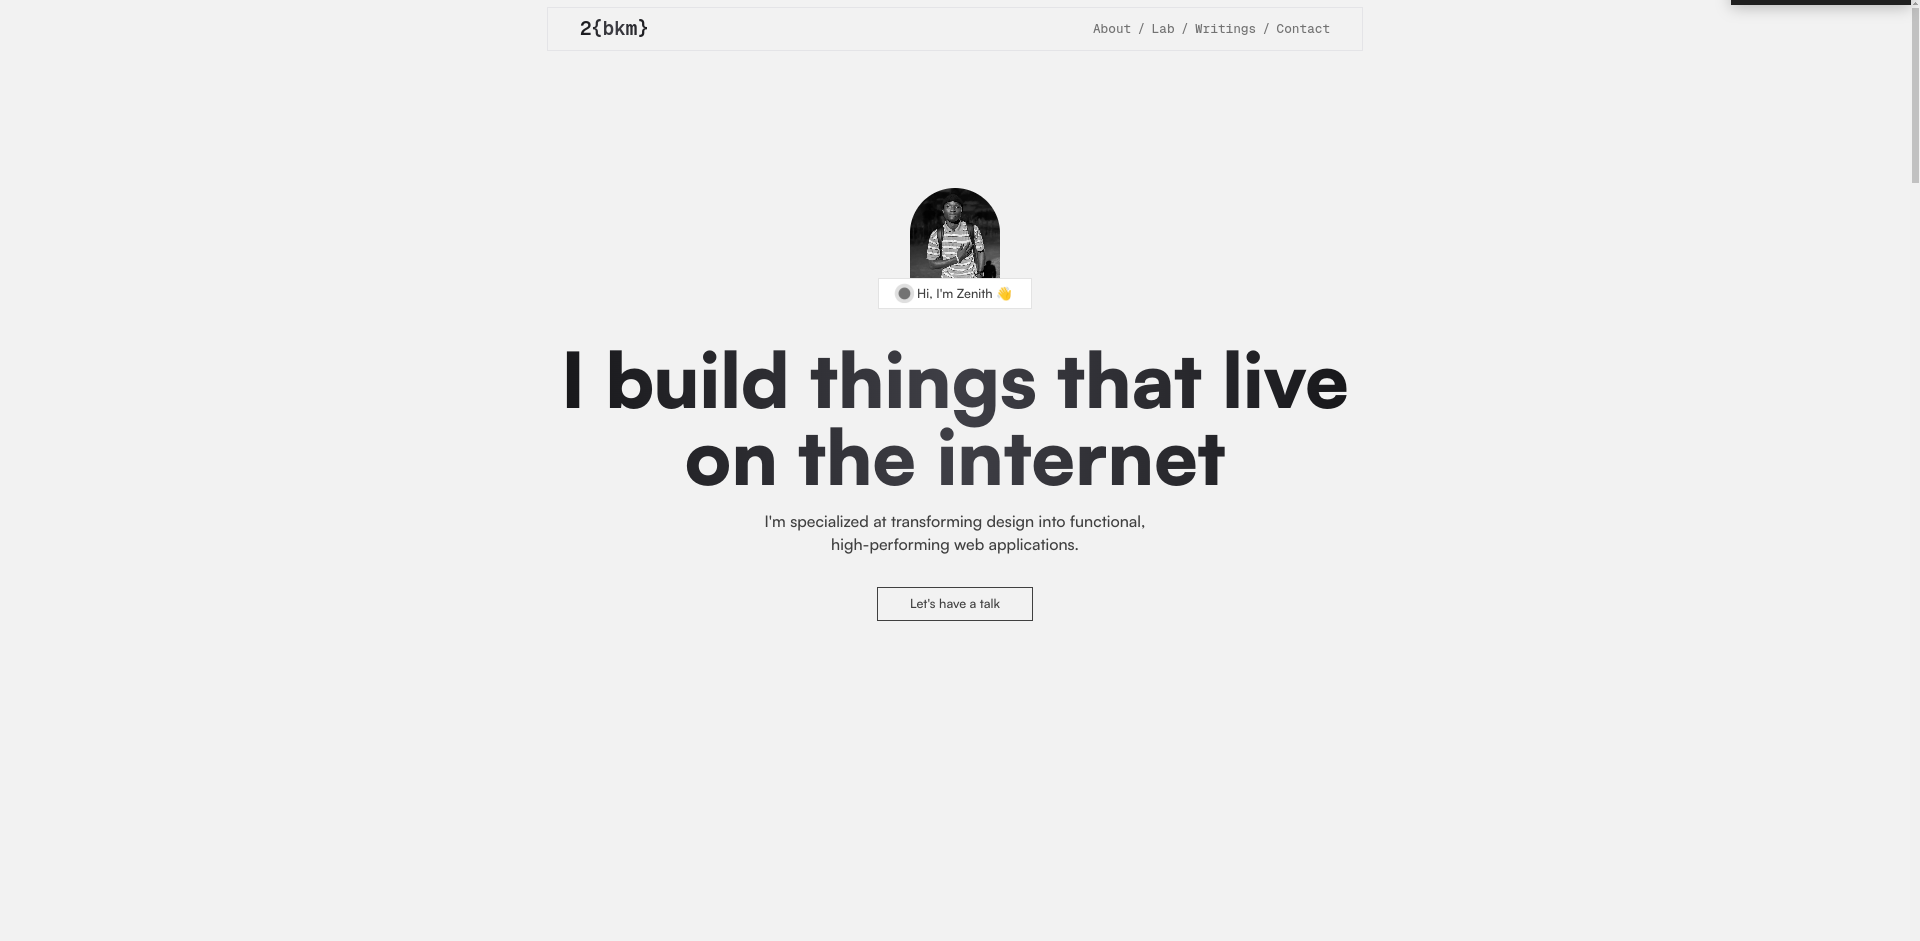 2{bkm}
About / Lab / Writings / Contact
Hi, I'm Zenith 👋
I build things that live
on the internet
I'm specialized at transforming design into functional,
high-performing web applications.
Let's have a talk